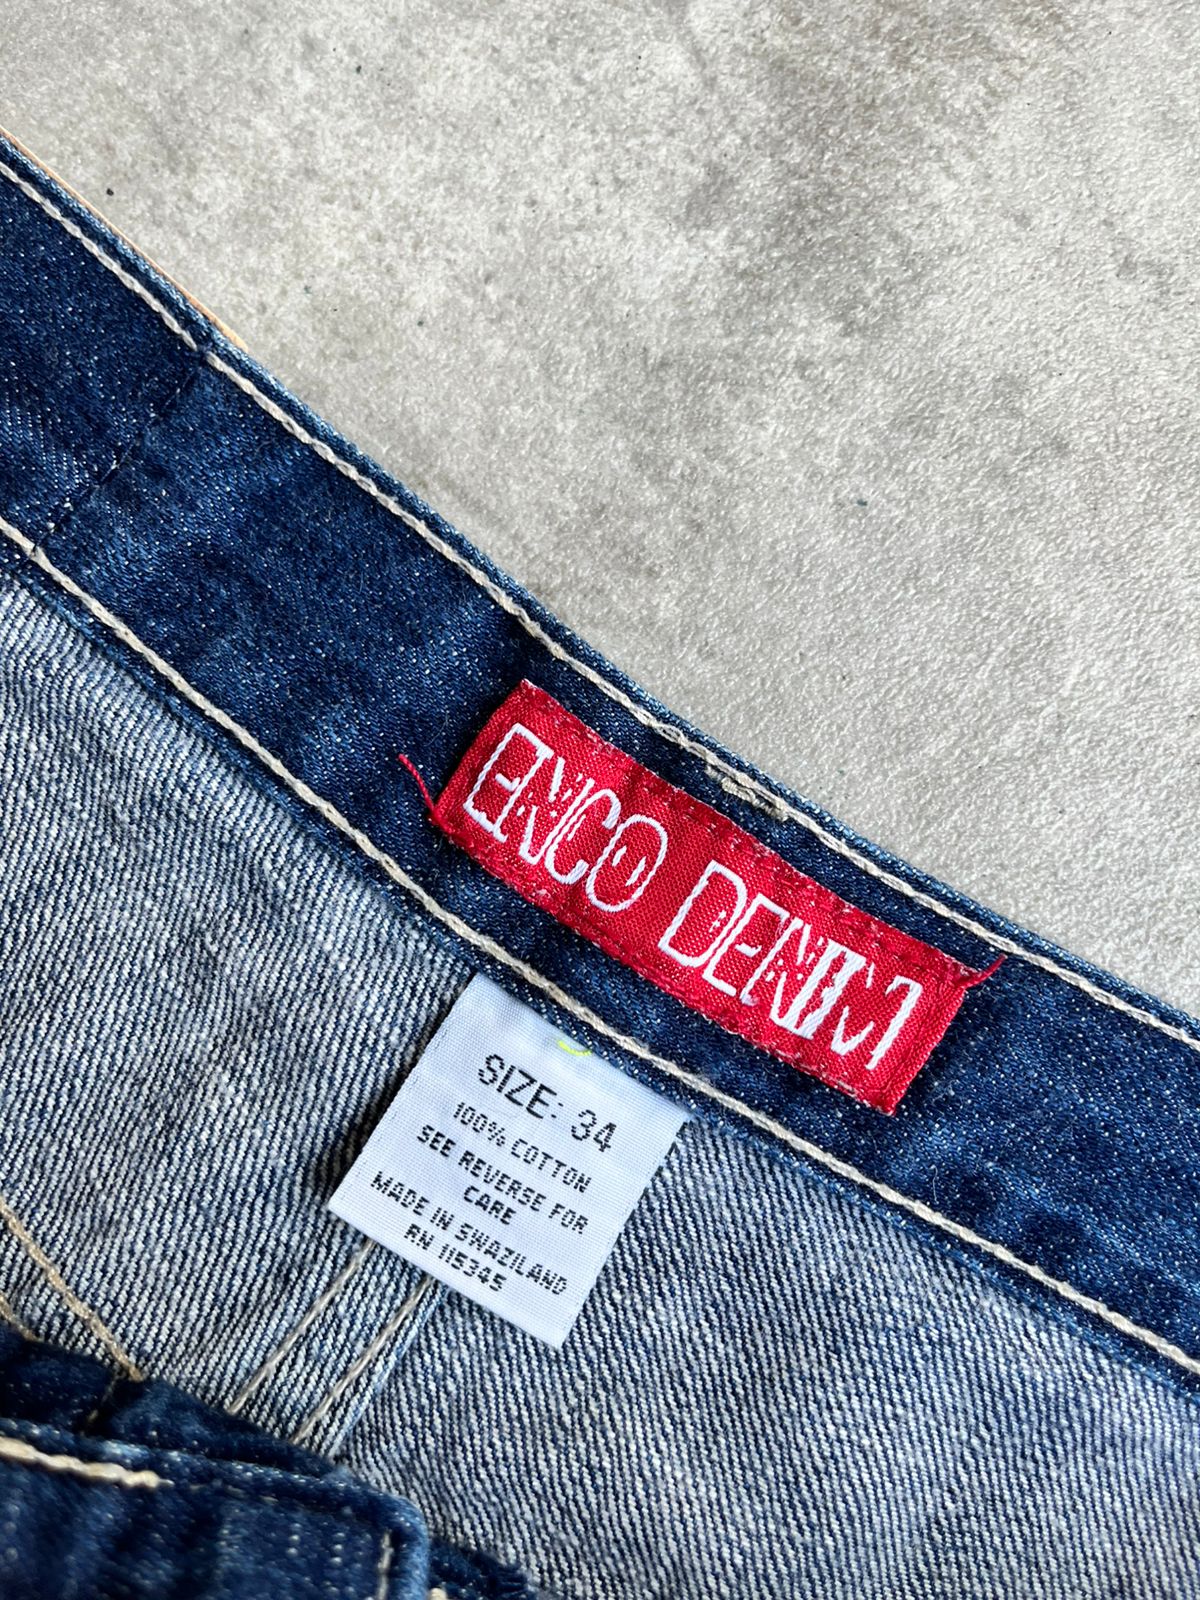 ENCO DENIM
SIZE: 34
100% COTTON
SEE REVERSE FOR
CARE
MADE IN SWAZILAND
RN 115345